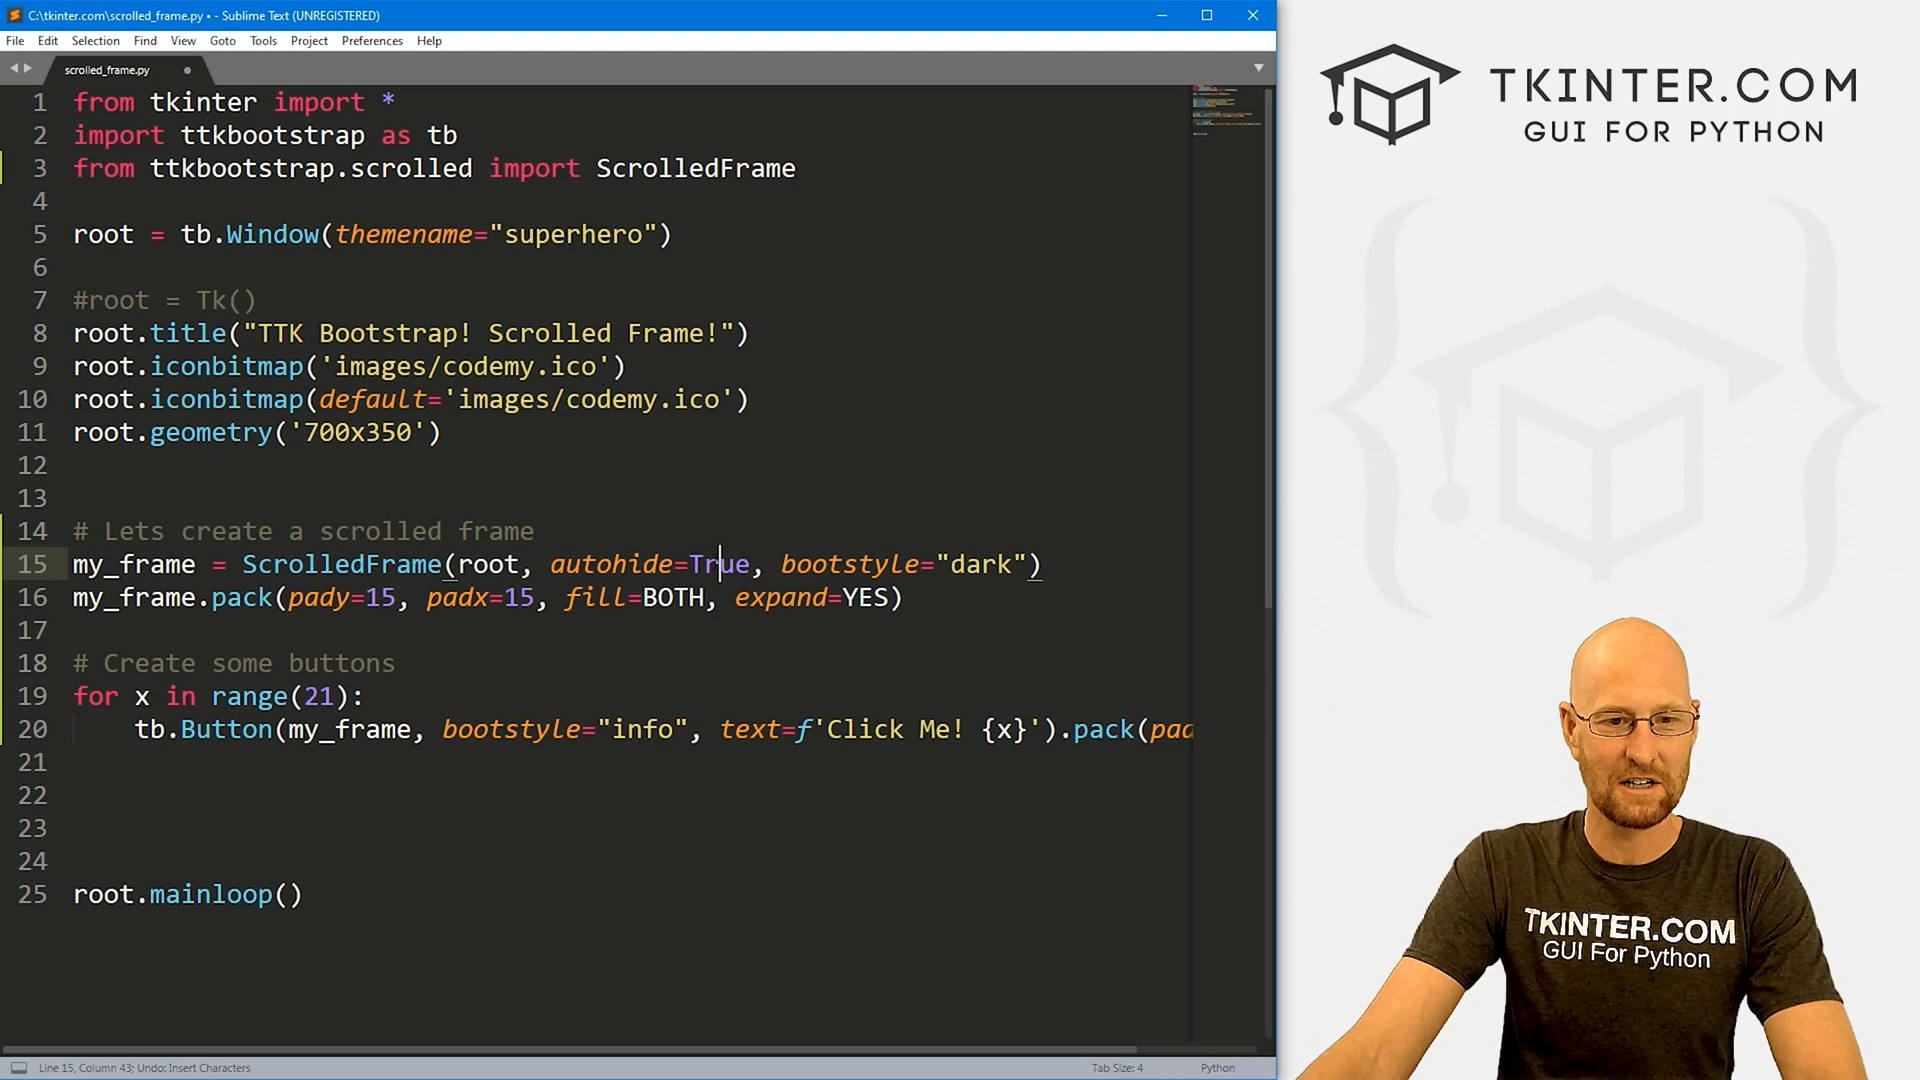 C:\tkinter.com\scrolled_frame.py • - Sublime Text (UNREGISTERED)
File Edit Selection Find View Goto Tools Project Preferences Help
scrolled_frame.py
1 from tkinter import *
2 import ttkbootstrap as tb
3 from ttkbootstrap.scrolled import ScrolledFrame
4
5 root = tb.Window(themename="superhero")
6
7 #root = Tk()
8 root.title("TTK Bootstrap! Scrolled Frame!")
9 root.iconbitmap('images/codemy.ico')
10 root.iconbitmap(default='images/codemy.ico')
11 root.geometry('700x350')
12
13
14 # Lets create a scrolled frame
15 my_frame = ScrolledFrame(root, autohide=True, bootstyle="dark")
16 my_frame.pack(pady=15, padx=15, fill=BOTH, expand=YES)
17
18 # Create some buttons
19 for x in range(21):
20 tb.Button(my_frame, bootstyle="info", text=f'Click Me! {x}').pack(pad
21
22
23
24
25 root.mainloop()
Line 15, Column 43; Undo: Insert Characters
Tab Size: 4
Python
TKINTER.COM
GUI FOR PYTHON
TKINTER.COM
GUI For Python